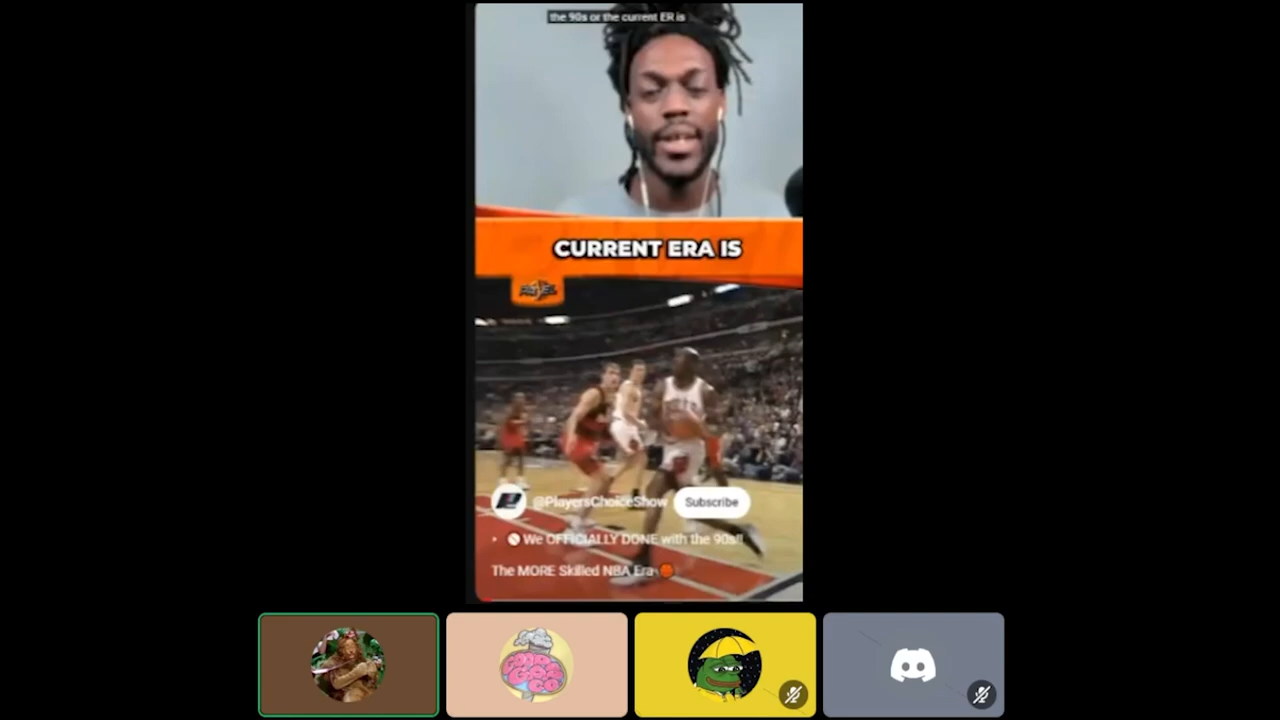 the 90s or the current ER is
CURRENT ERA IS
@PlayersChoiceShow Subscribe
We OFFICIALLY DONE with the 90s!!
The MORE Skilled NBA Era